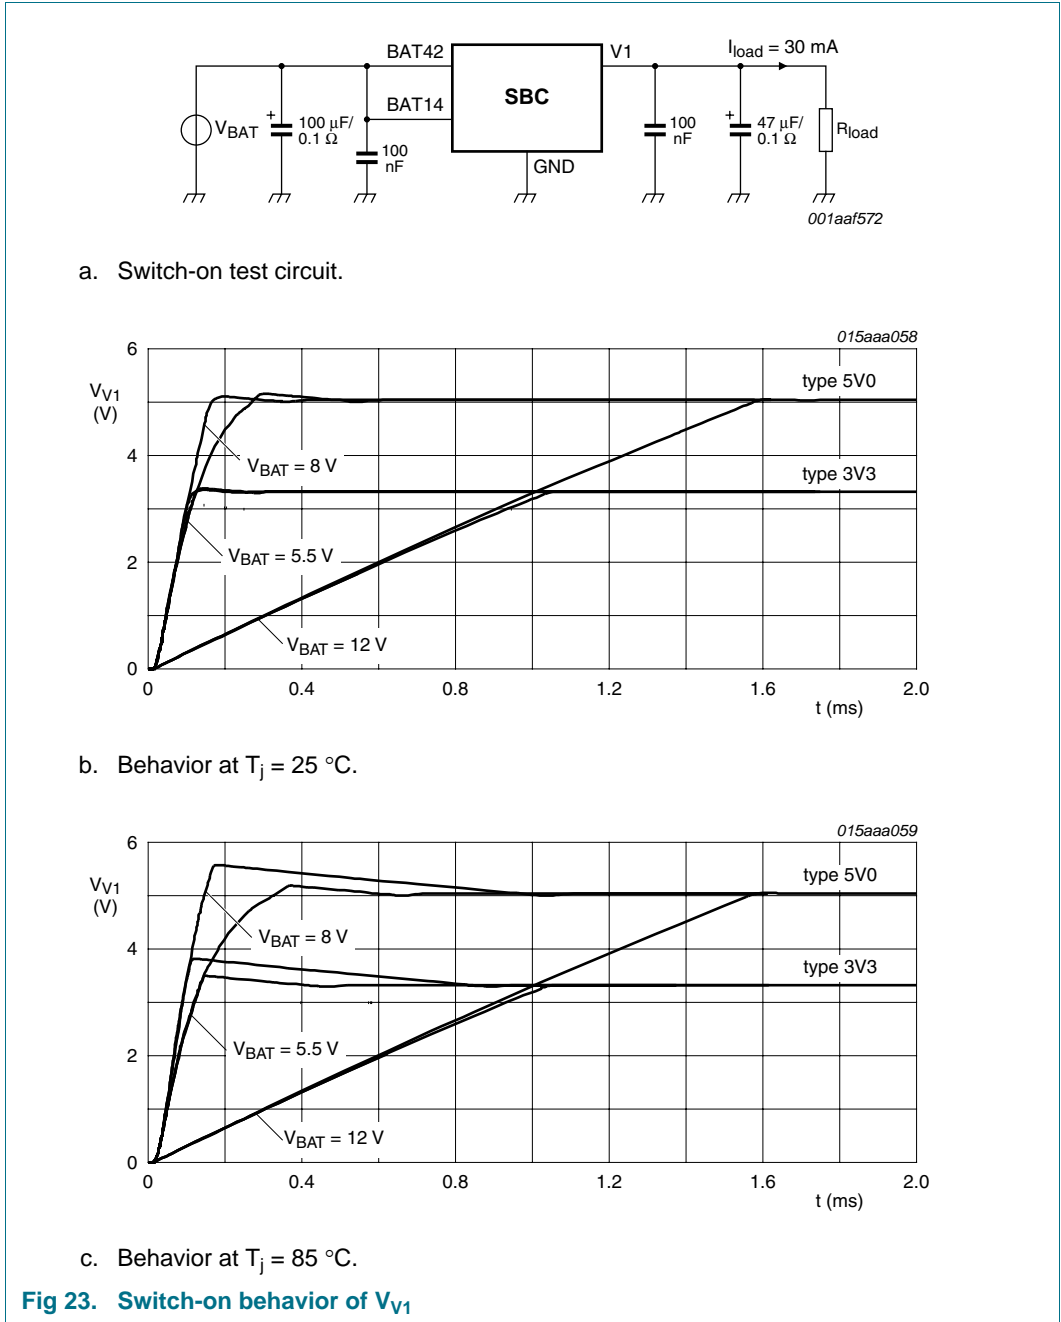 BAT42
V1
Iload = 30 mA
SBC
BAT14
VBAT
+
100 μF/
0.1 Ω
100
nF
GND
100
nF
+
47 μF/
0.1 Ω
Rload
001aaf572
a. Switch-on test circuit.
015aaa058
6
VV1
(V)
4
2
0
type 5V0
VBAT = 8 V
type 3V3
VBAT = 5.5 V
VBAT = 12 V
0 0.4 0.8 1.2 1.6 2.0
t (ms)
b. Behavior at Tj = 25 °C.
015aaa059
6
VV1
(V)
4
2
0
type 5V0
VBAT = 8 V
type 3V3
VBAT = 5.5 V
VBAT = 12 V
0 0.4 0.8 1.2 1.6 2.0
t (ms)
c. Behavior at Tj = 85 °C.
Fig 23. Switch-on behavior of VV1